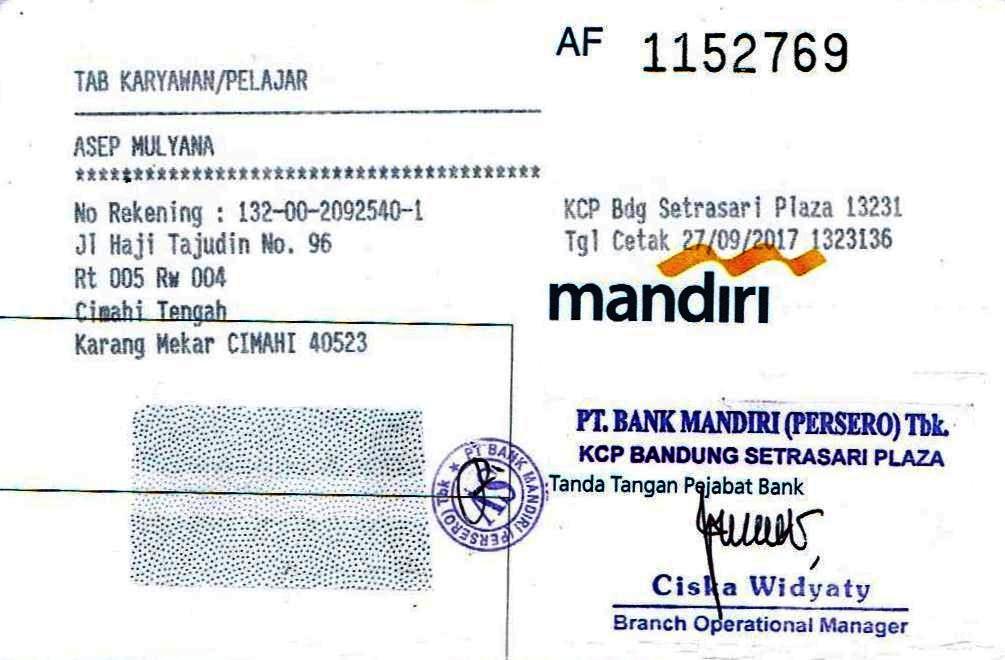 AF 1152769
TAB KARYAWAN/PELAJAR
ASEP MULYANA
*****************************************
No Rekening : 132-00-2092540-1
Jl Haji Tajudin No. 96
Rt 005 Rw 004
Cimahi Tengah
Karang Mekar CIMAHI 40523
KCP Bdg Setrasari Plaza 13231
Tgl Cetak 27/09/2017 1323136
mandiri
PT. BANK MANDIRI (PERSERO) Tbk.
KCP BANDUNG SETRASARI PLAZA
Tanda Tangan Pejabat Bank
PT BANK MANDIRI (PERSERO) Tbk
Ciska Widyaty
Branch Operational Manager